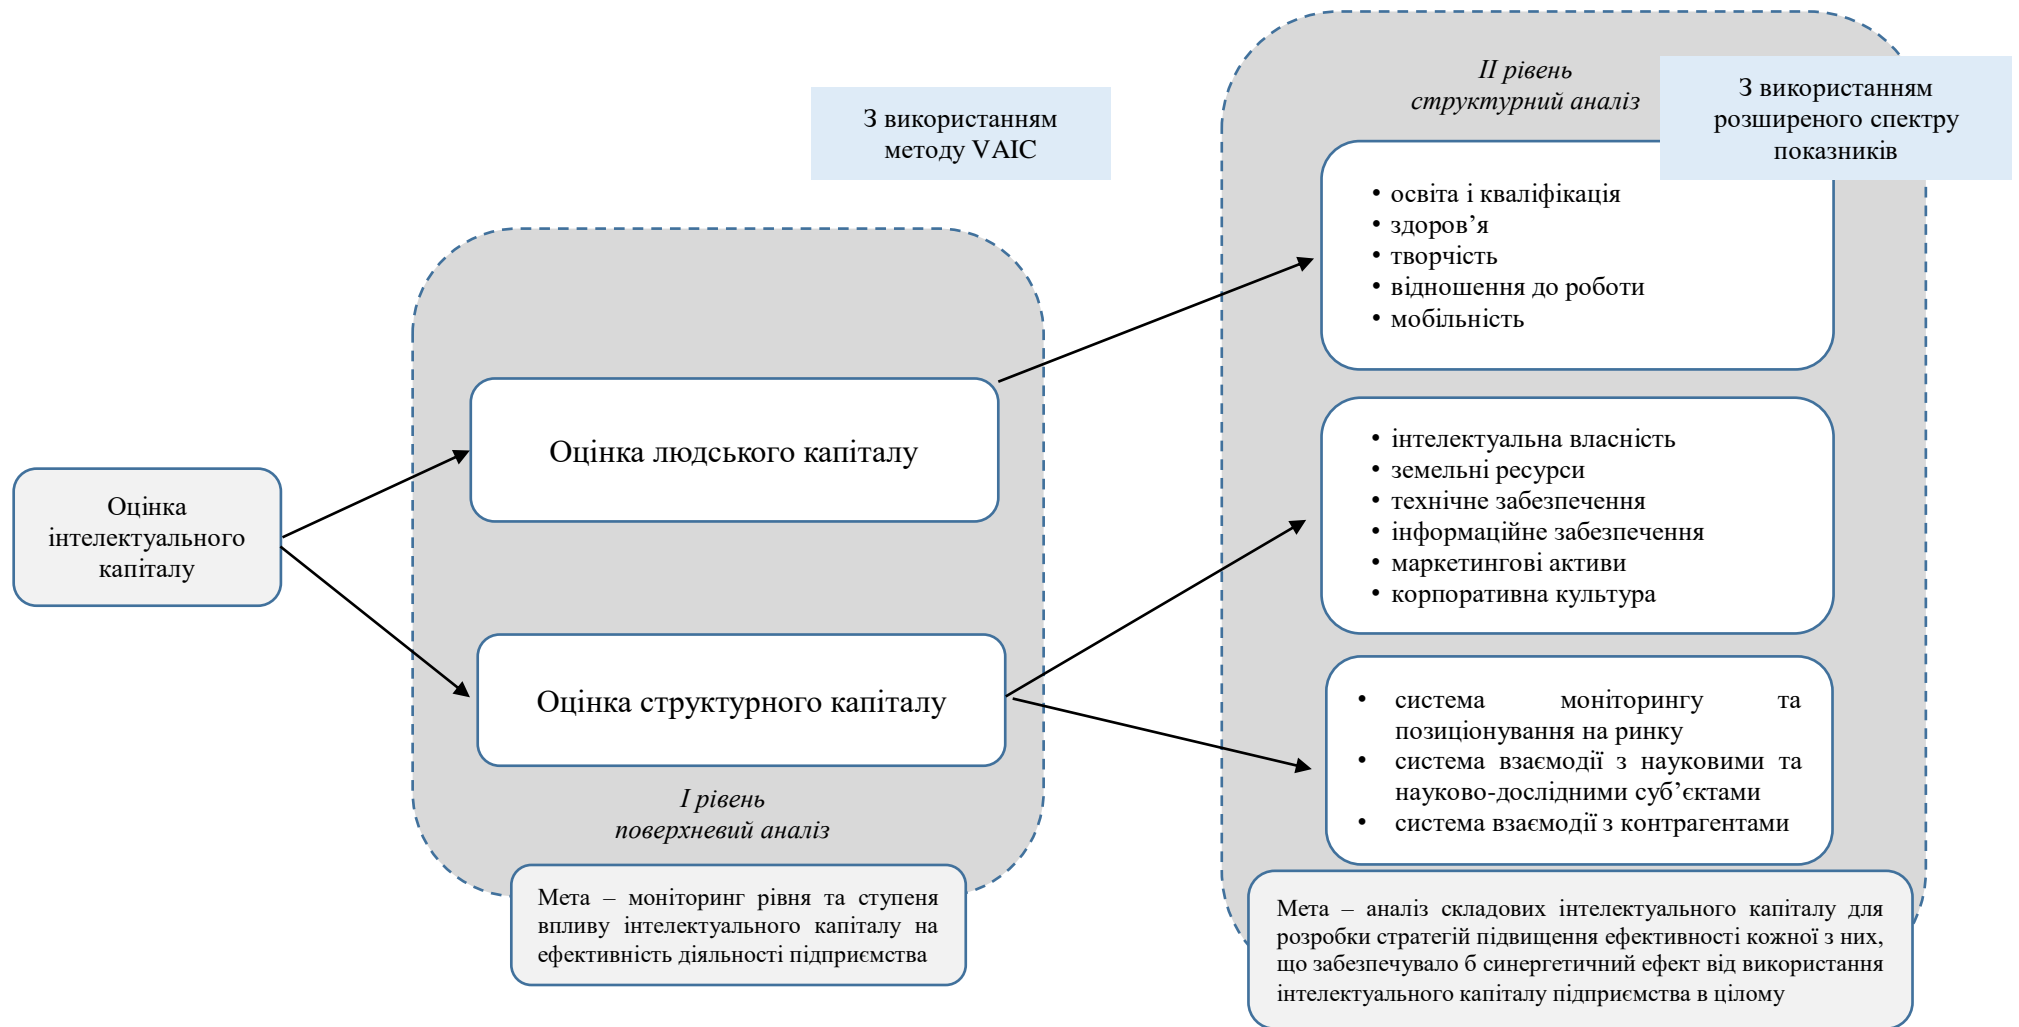 Оцінка
інтелектуального
капіталу
З використанням
методу VAIC
Оцінка людського капіталу
Оцінка структурного капіталу
І рівень
поверхневий аналіз
Мета – моніторинг рівня та ступеня
впливу інтелектуального капіталу на
ефективність діяльності підприємства
ІІ рівень
структурний аналіз
З використанням
розширеного спектру
показників
• освіта і кваліфікація
• здоров’я
• творчість
• відношення до роботи
• мобільність
• інтелектуальна власність
• земельні ресурси
• технічне забезпечення
• інформаційне забезпечення
• маркетингові активи
• корпоративна культура
• система моніторингу та
позиціонування на ринку
• система взаємодії з науковими та
науково-дослідними суб’єктами
• система взаємодії з контрагентами
Мета – аналіз складових інтелектуального капіталу для
розробки стратегій підвищення ефективності кожної з них,
що забезпечувало б синергетичний ефект від використання
інтелектуального капіталу підприємства в цілому